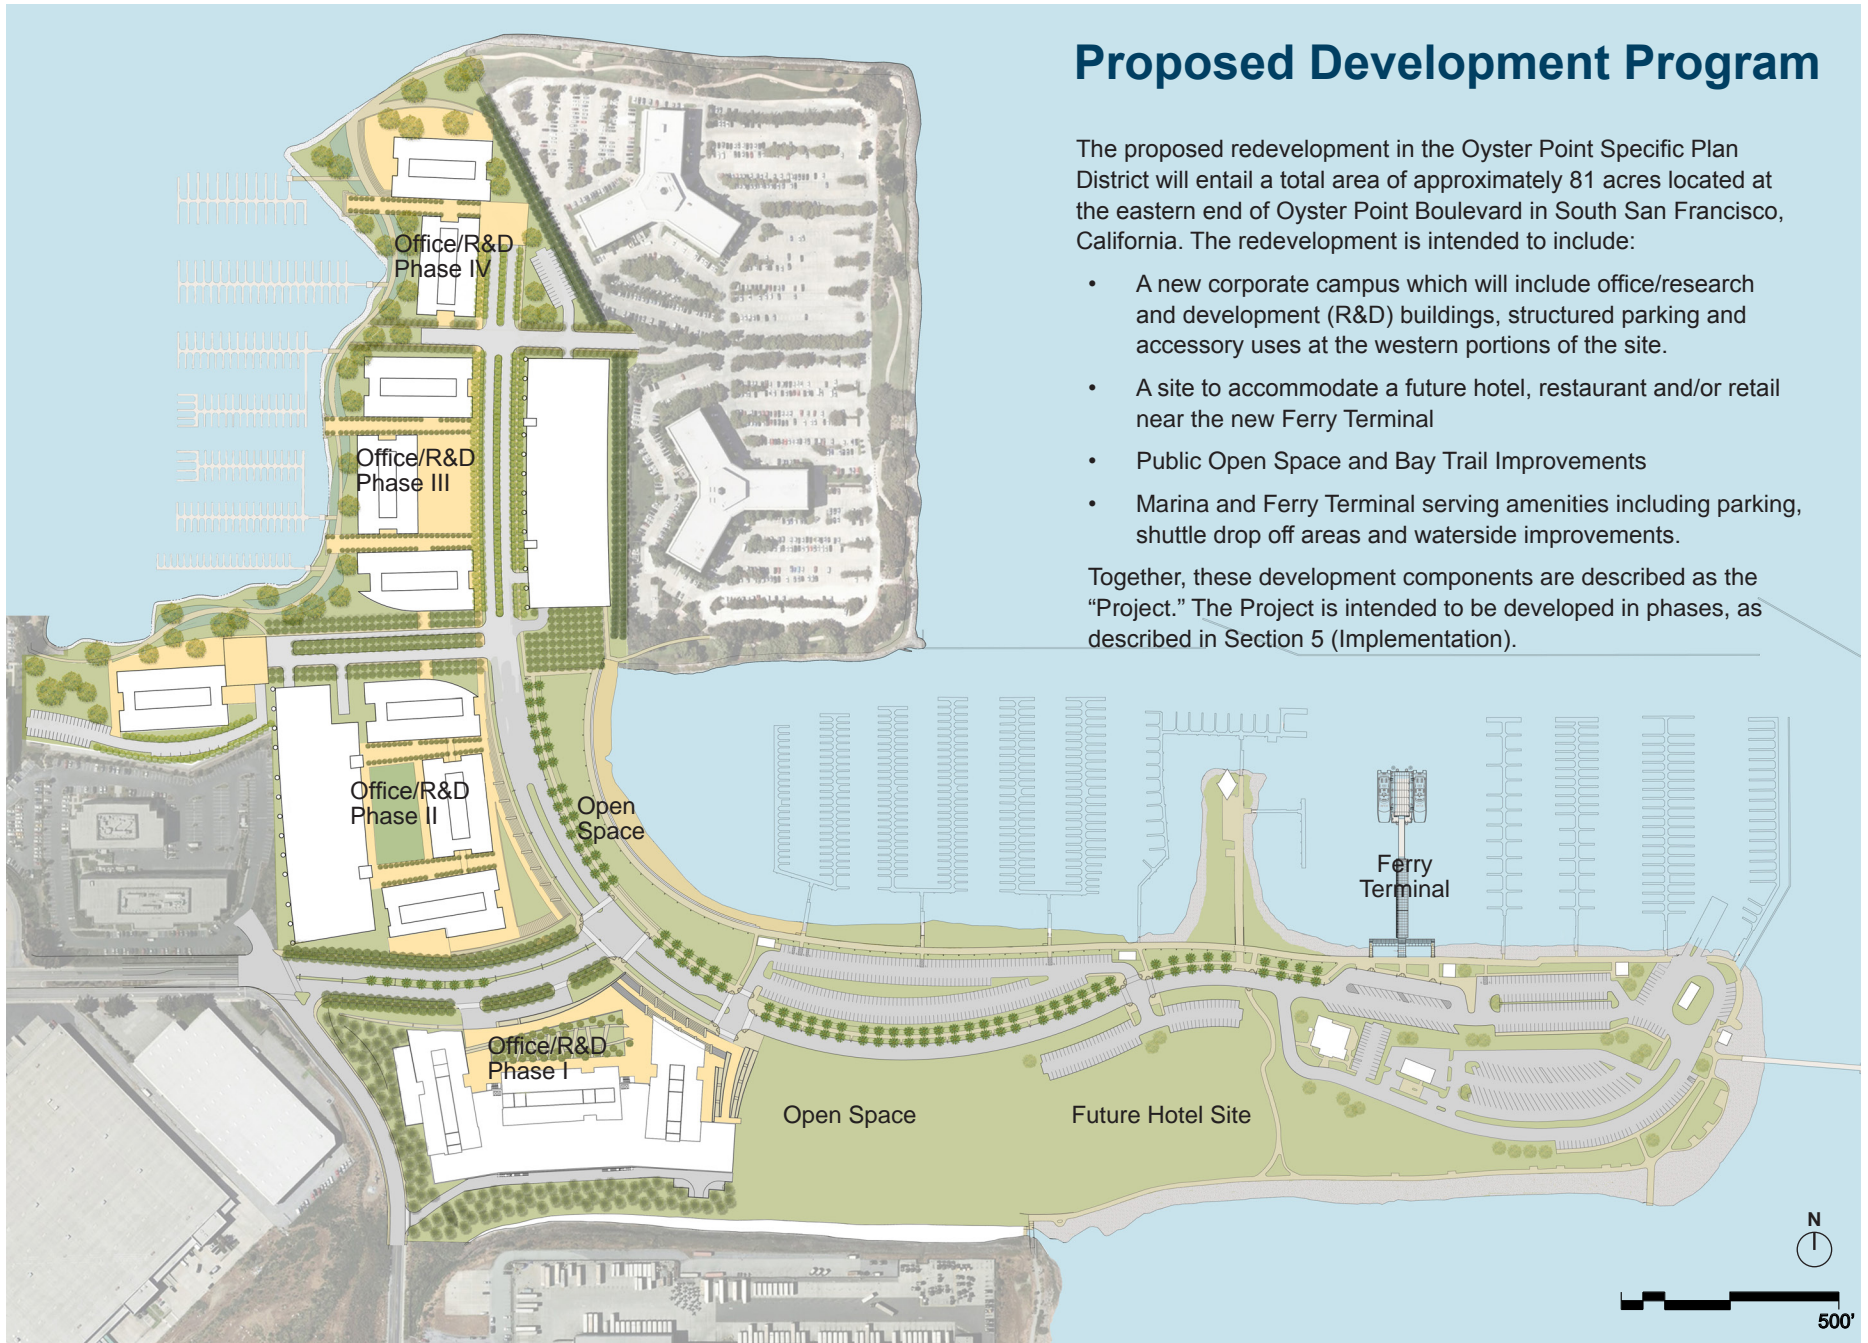 Proposed Development Program
The proposed redevelopment in the Oyster Point Specific Plan
District will entail a total area of approximately 81 acres located at
the eastern end of Oyster Point Boulevard in South San Francisco,
California. The redevelopment is intended to include:
• A new corporate campus which will include office/research
and development (R&D) buildings, structured parking and
accessory uses at the western portions of the site.
• A site to accommodate a future hotel, restaurant and/or retail
near the new Ferry Terminal
• Public Open Space and Bay Trail Improvements
• Marina and Ferry Terminal serving amenities including parking,
shuttle drop off areas and waterside improvements.
Together, these development components are described as the
“Project.” The Project is intended to be developed in phases, as
described in Section 5 (Implementation).
Office/R&D
Phase IV
Office/R&D
Phase III
Office/R&D
Phase II
Open
Space
Ferry
Terminal
Office/R&D
Phase I
Open Space
Future Hotel Site
N
500'